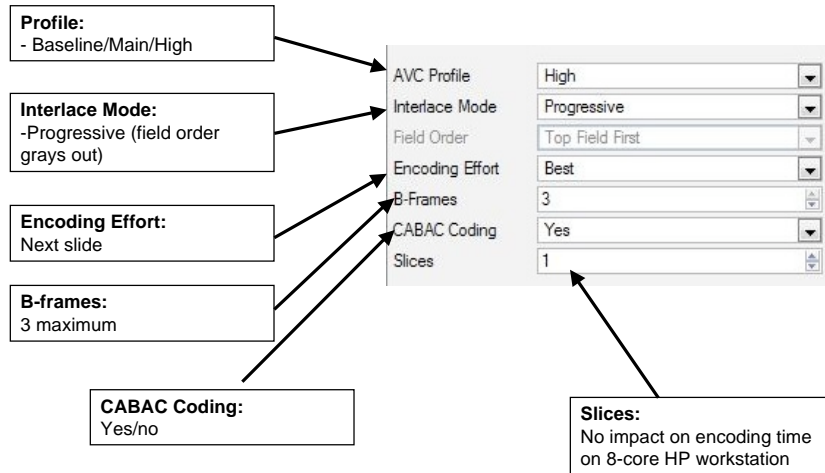 Profile:
- Baseline/Main/High
Interlace Mode:
-Progressive (field order
grays out)
Encoding Effort:
Next slide
B-frames:
3 maximum
CABAC Coding:
Yes/no
AVC Profile High
Interlace Mode Progressive
Field Order Top Field First
Encoding Effort Best
B-Frames 3
CABAC Coding Yes
Slices 1
Slices:
No impact on encoding time
on 8-core HP workstation